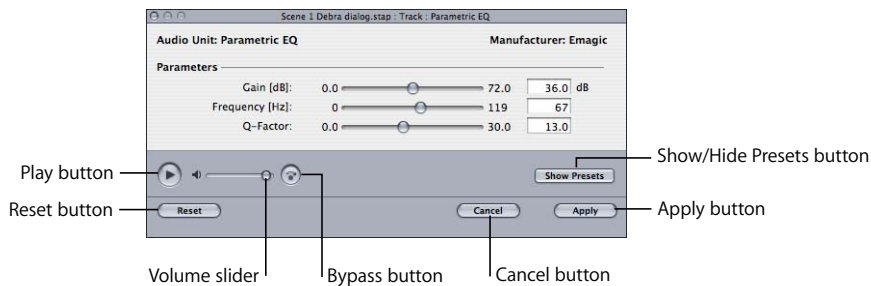 Scene 1 Debra dialog.stap : Track : Parametric EQ
Audio Unit: Parametric EQ Manufacturer: Emagic
Parameters
Gain [dB]: 0.0 72.0 36.0 dB
Frequency [Hz]: 0 119 67
Q-Factor: 0.0 30.0 13.0
Play button
Show Presets
Show/Hide Presets button
Reset button
Reset
Cancel
Apply
Apply button
Volume slider
Bypass button
Cancel button